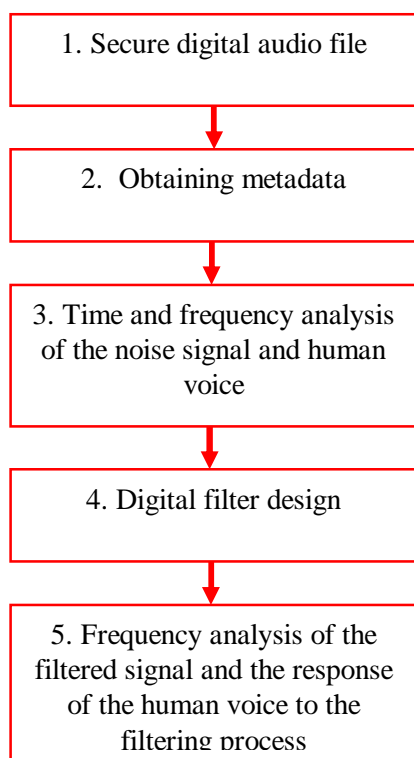 1. Secure digital audio file
2. Obtaining metadata
3. Time and frequency analysis
of the noise signal and human
voice
4. Digital filter design
5. Frequency analysis of the
filtered signal and the response
of the human voice to the
filtering process